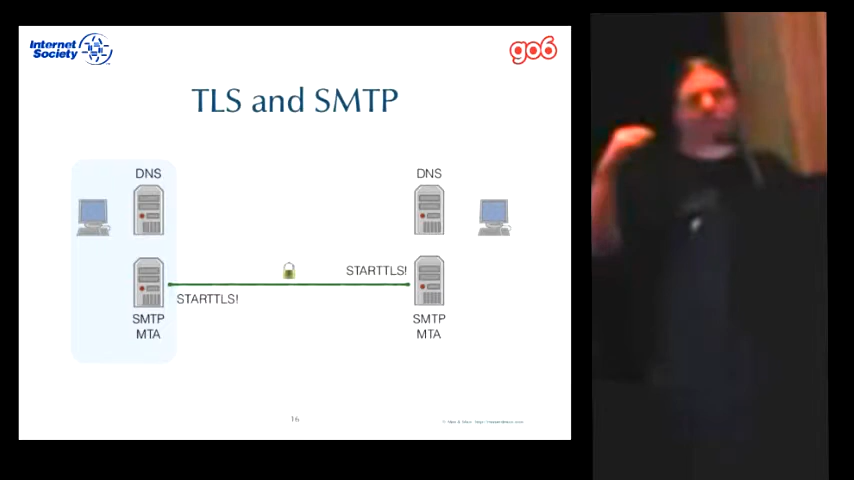 Internet
Society
go6
TLS and SMTP
DNS
DNS
STARTTLS!
STARTTLS!
SMTP
MTA
SMTP
MTA
16